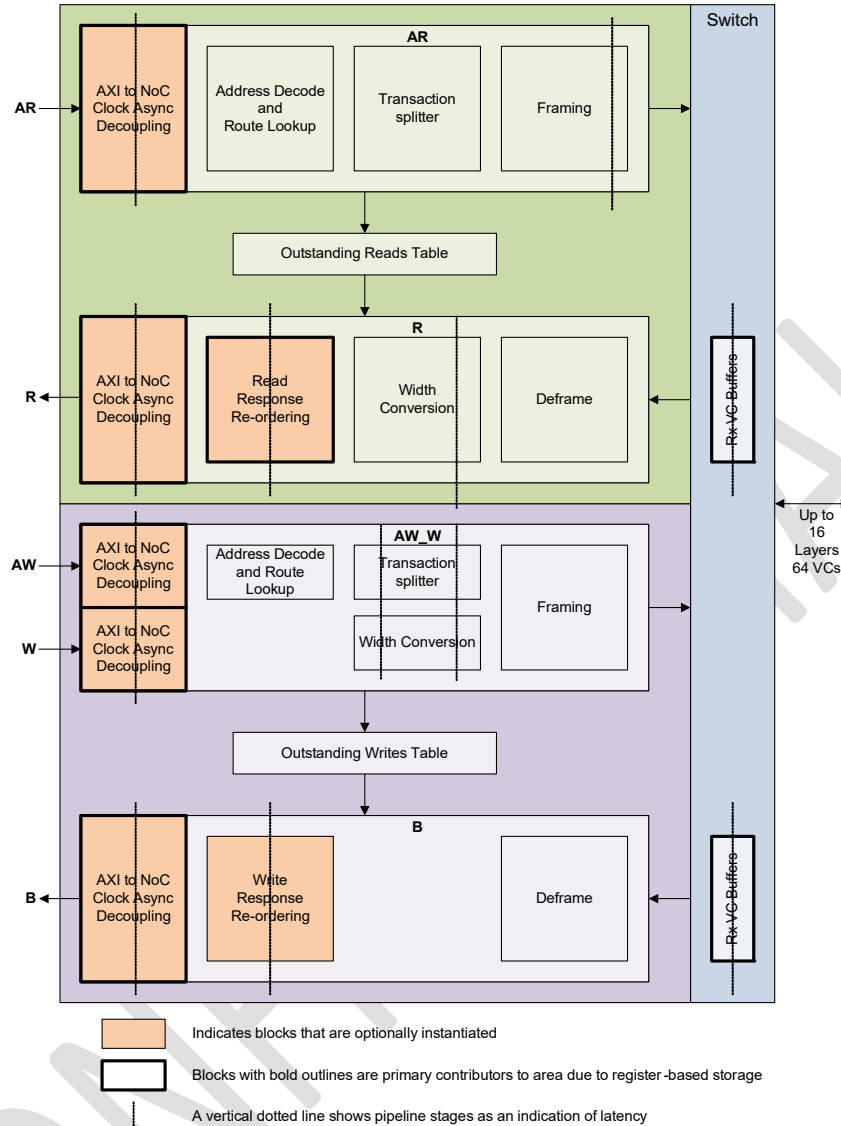 Switch
AR
AR
AXI to NoC
Clock Async
Decoupling
Address Decode
and
Route Lookup
Transaction
splitter
Framing
Outstanding Reads Table
R
R
AXI to NoC
Clock Async
Decoupling
Read
Response
Re-ordering
Width
Conversion
Deframe
Rx VC Buffers
Up to
16
Layers
64 VCs
AW_W
AW
AXI to NoC
Clock Async
Decoupling
Address Decode
and Route
Lookup
Transaction
splitter
Framing
W
AXI to NoC
Clock Async
Decoupling
Width Conversion
Outstanding Writes Table
B
B
AXI to NoC
Clock Async
Decoupling
Write
Response
Re-ordering
Deframe
Rx VC Buffers
Indicates blocks that are optionally instantiated
Blocks with bold outlines are primary contributors to area due to register-based storage
A vertical dotted line shows pipeline stages as an indication of latency